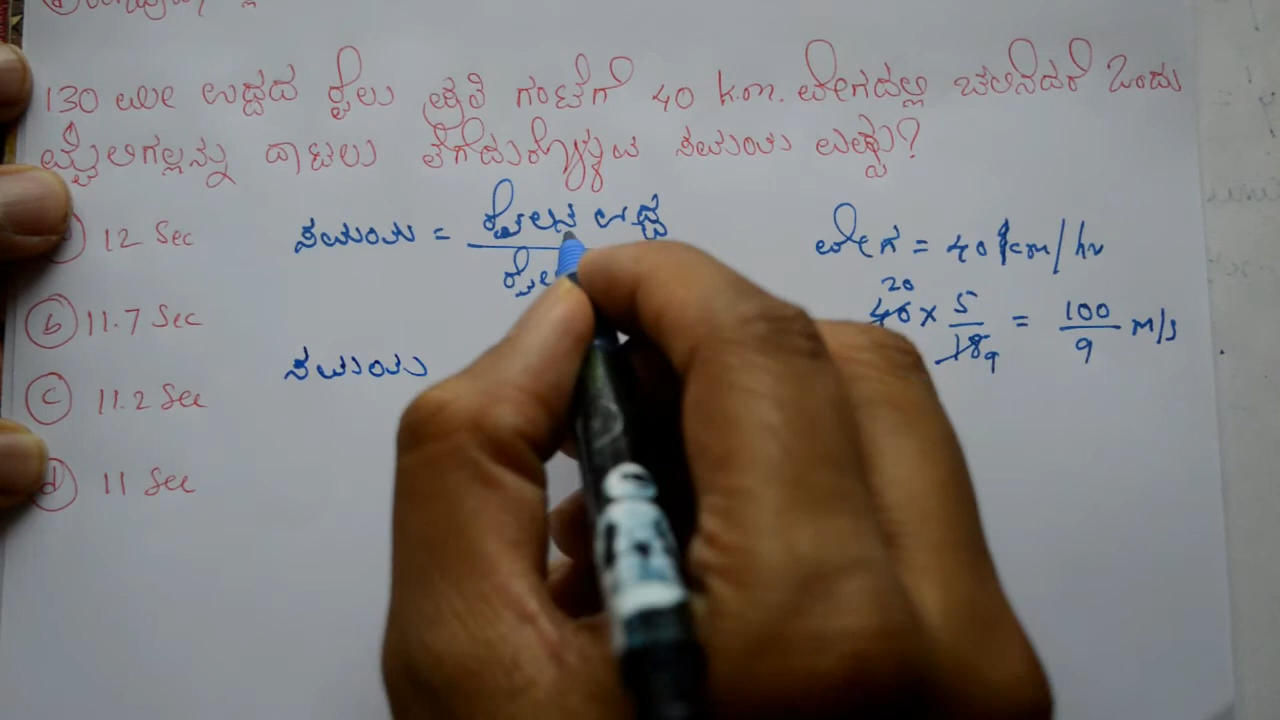 130 ಮೀ ಉದ್ದದ ರೈಲು ಪ್ರತಿ ಗಂಟೆಗೆ 40 k.m. ವೇಗದಲ್ಲಿ ಚಲಿಸಿದರೆ ಒಂದು
ಮೈಲಿಗಲ್ಲನ್ನು ದಾಟಲು ತೆಗೆದುಕೊಳ್ಳುವ ಸಮಯ ಎಷ್ಟು?
12 Sec
b 11.7 Sec
c 11.2 Sec
d 11 Sec
ಸಮಯ = ರೈಲಿನ ಉದ್ದ
ಸಮಯ
ವೇಗ = 40 km/hr
20
40 × 5/18 9 = 100/9 m/s